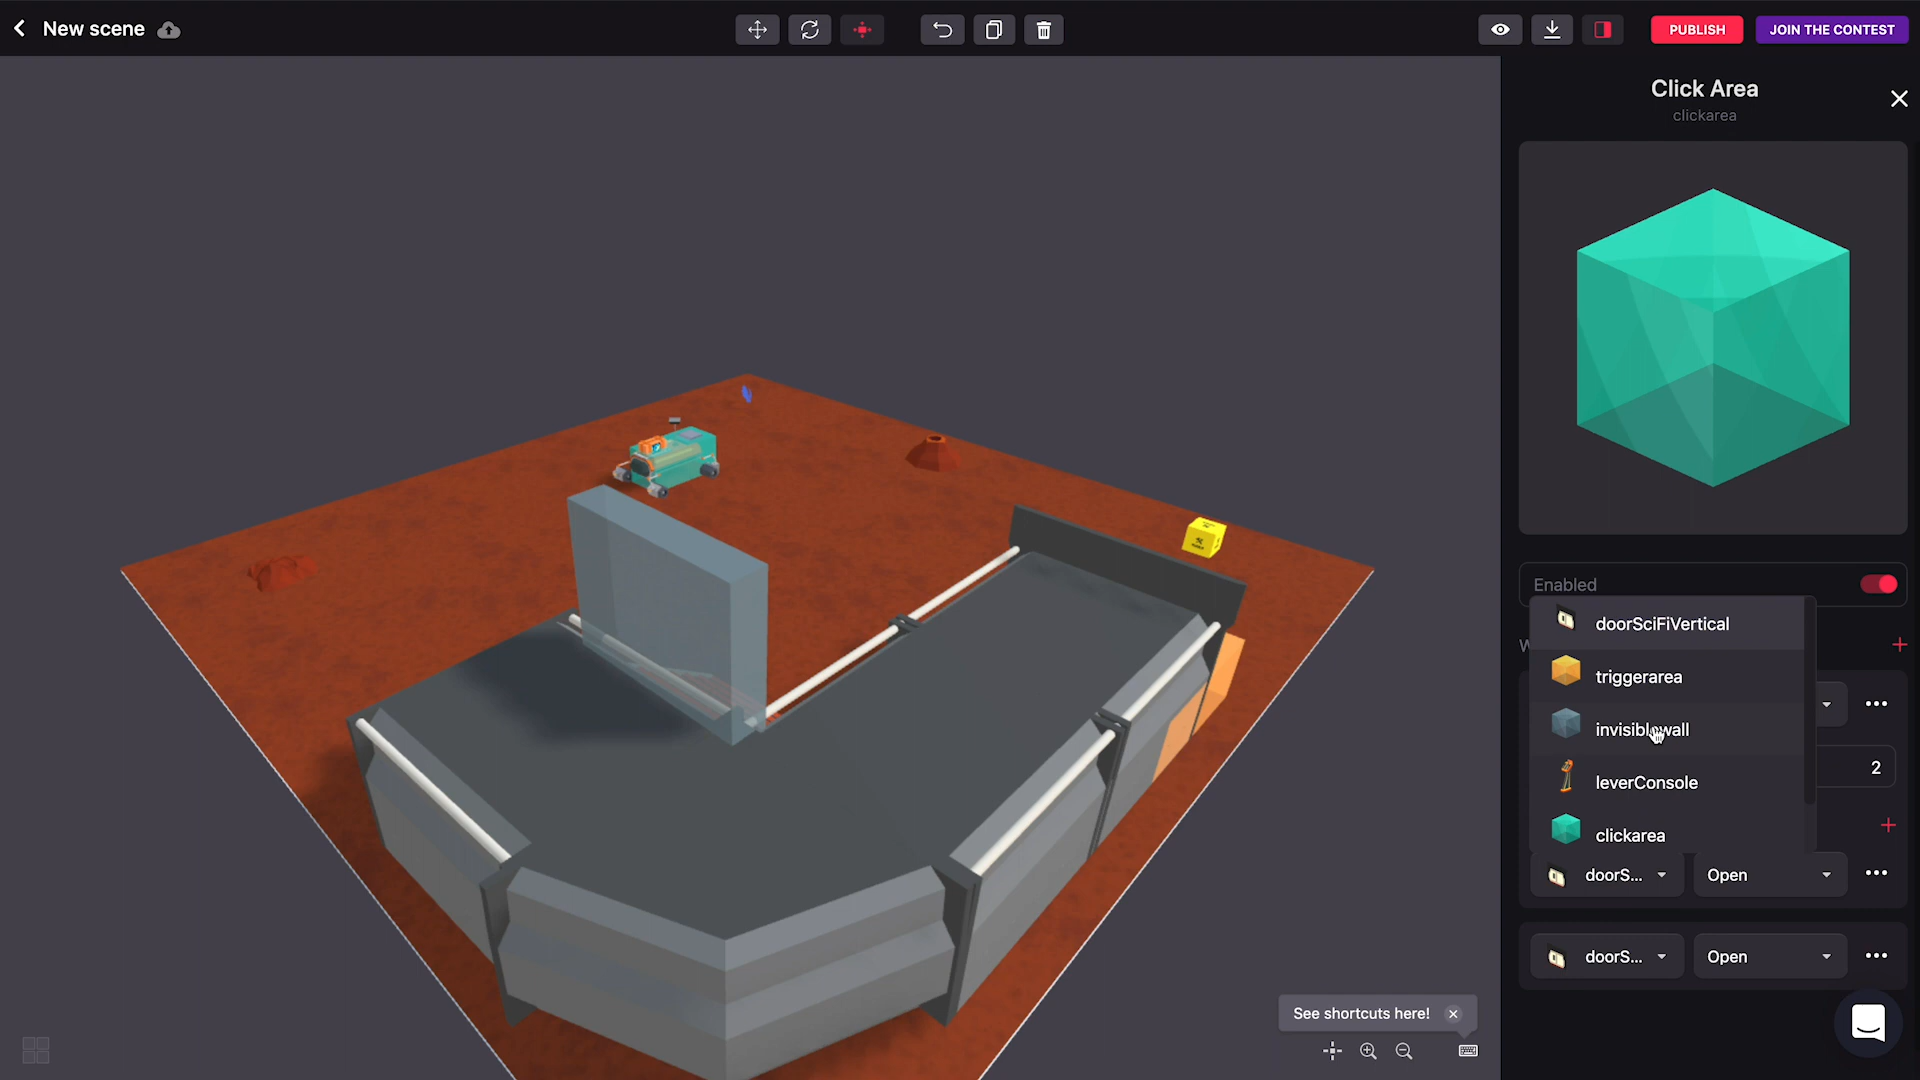 New scene
PUBLISH
JOIN THE CONTEST
Click Area
clickarea
Enabled
doorSciFiVertical
triggerarea
invisiblewall
leverConsole
clickarea
2
doorS...
Open
doorS...
Open
See shortcuts here!